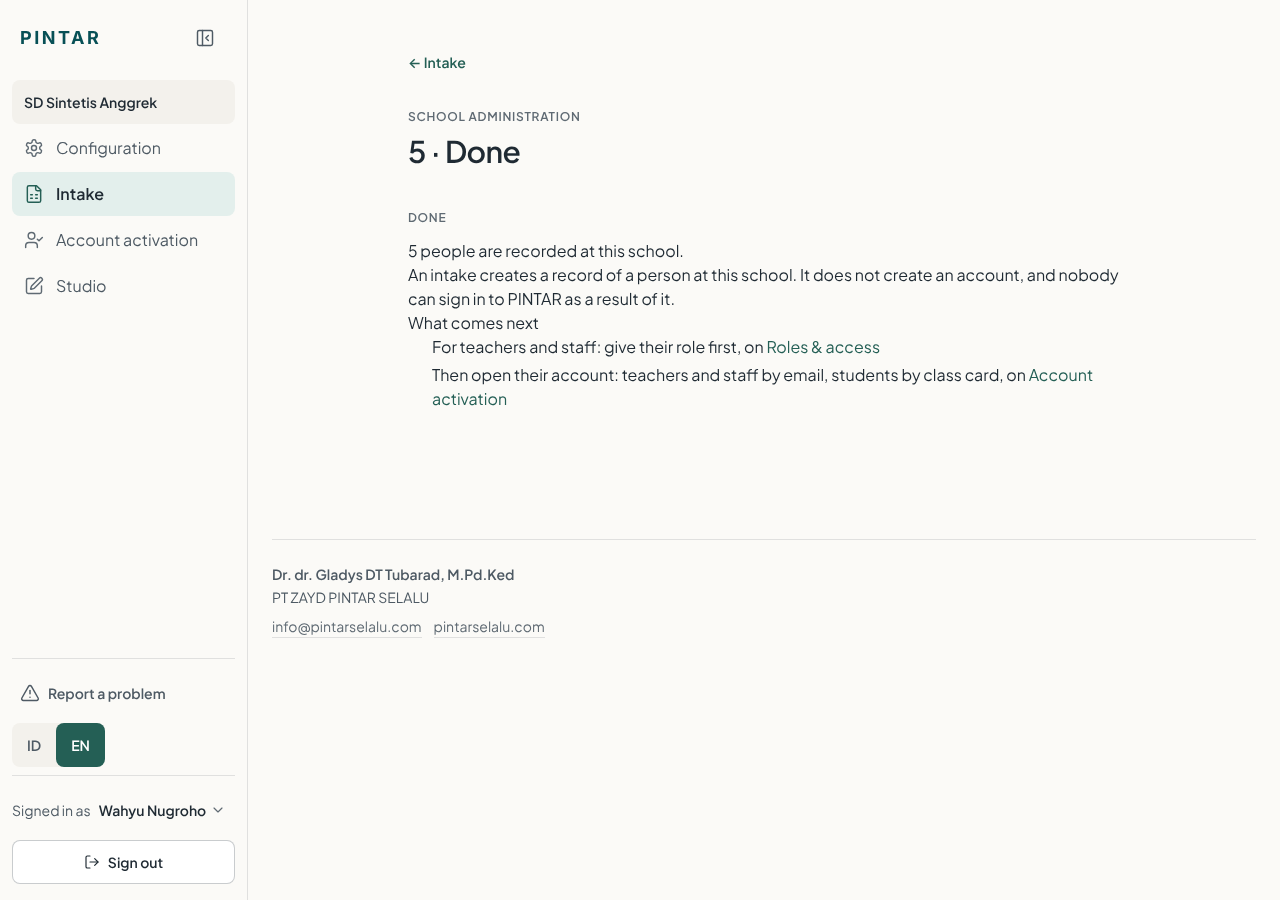 PINTAR
SD Sintetis Anggrek
Configuration
Intake
Account activation
Studio
Report a problem
ID EN
Signed in as Wahyu Nugroho
Sign out
← Intake
SCHOOL ADMINISTRATION
5 · Done
DONE
5 people are recorded at this school.
An intake creates a record of a person at this school. It does not create an account, and nobody
can sign in to PINTAR as a result of it.
What comes next
For teachers and staff: give their role first, on Roles & access
Then open their account: teachers and staff by email, students by class card, on Account
activation
Dr. dr. Gladys DT Tubarad, M.Pd.Ked
PT ZAYD PINTAR SELALU
info@pintarselalu.com pintarselalu.com